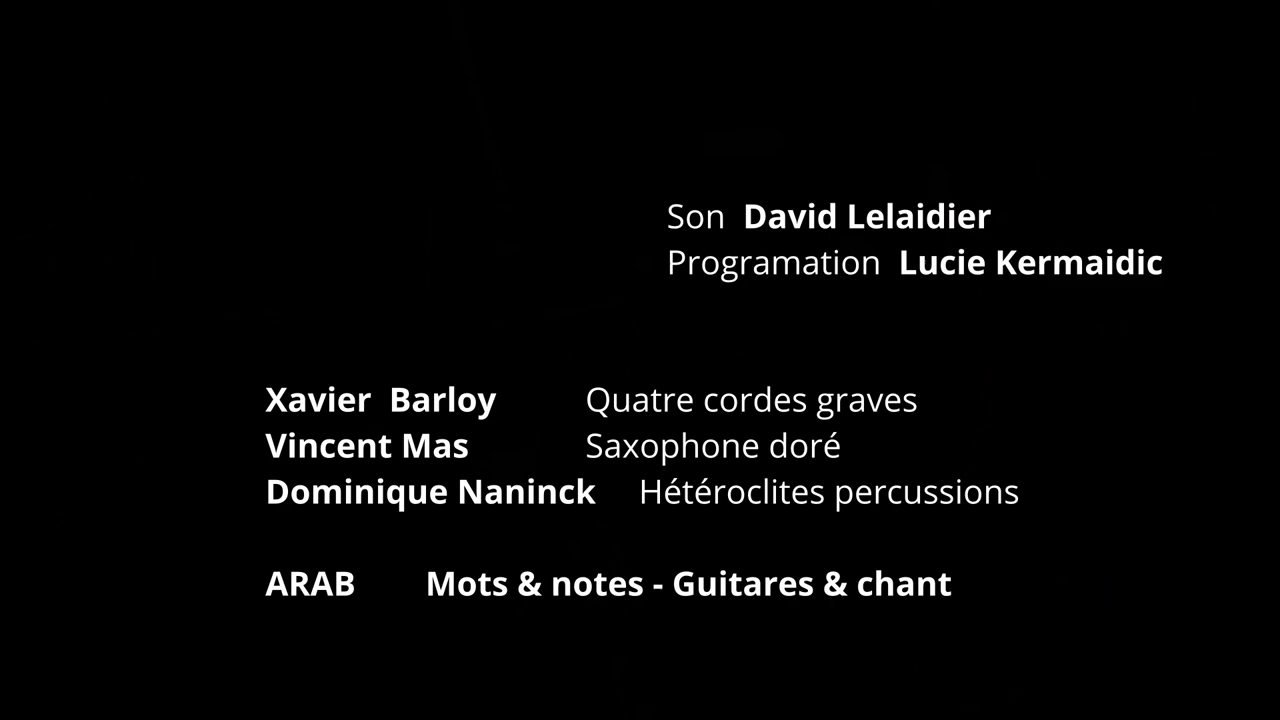 Son David Lelaidier
Programation Lucie Kermaidic
Xavier Barloy Quatre cordes graves
Vincent Mas Saxophone doré
Dominique Naninck Hétéroclites percussions
ARAB Mots & notes - Guitares & chant